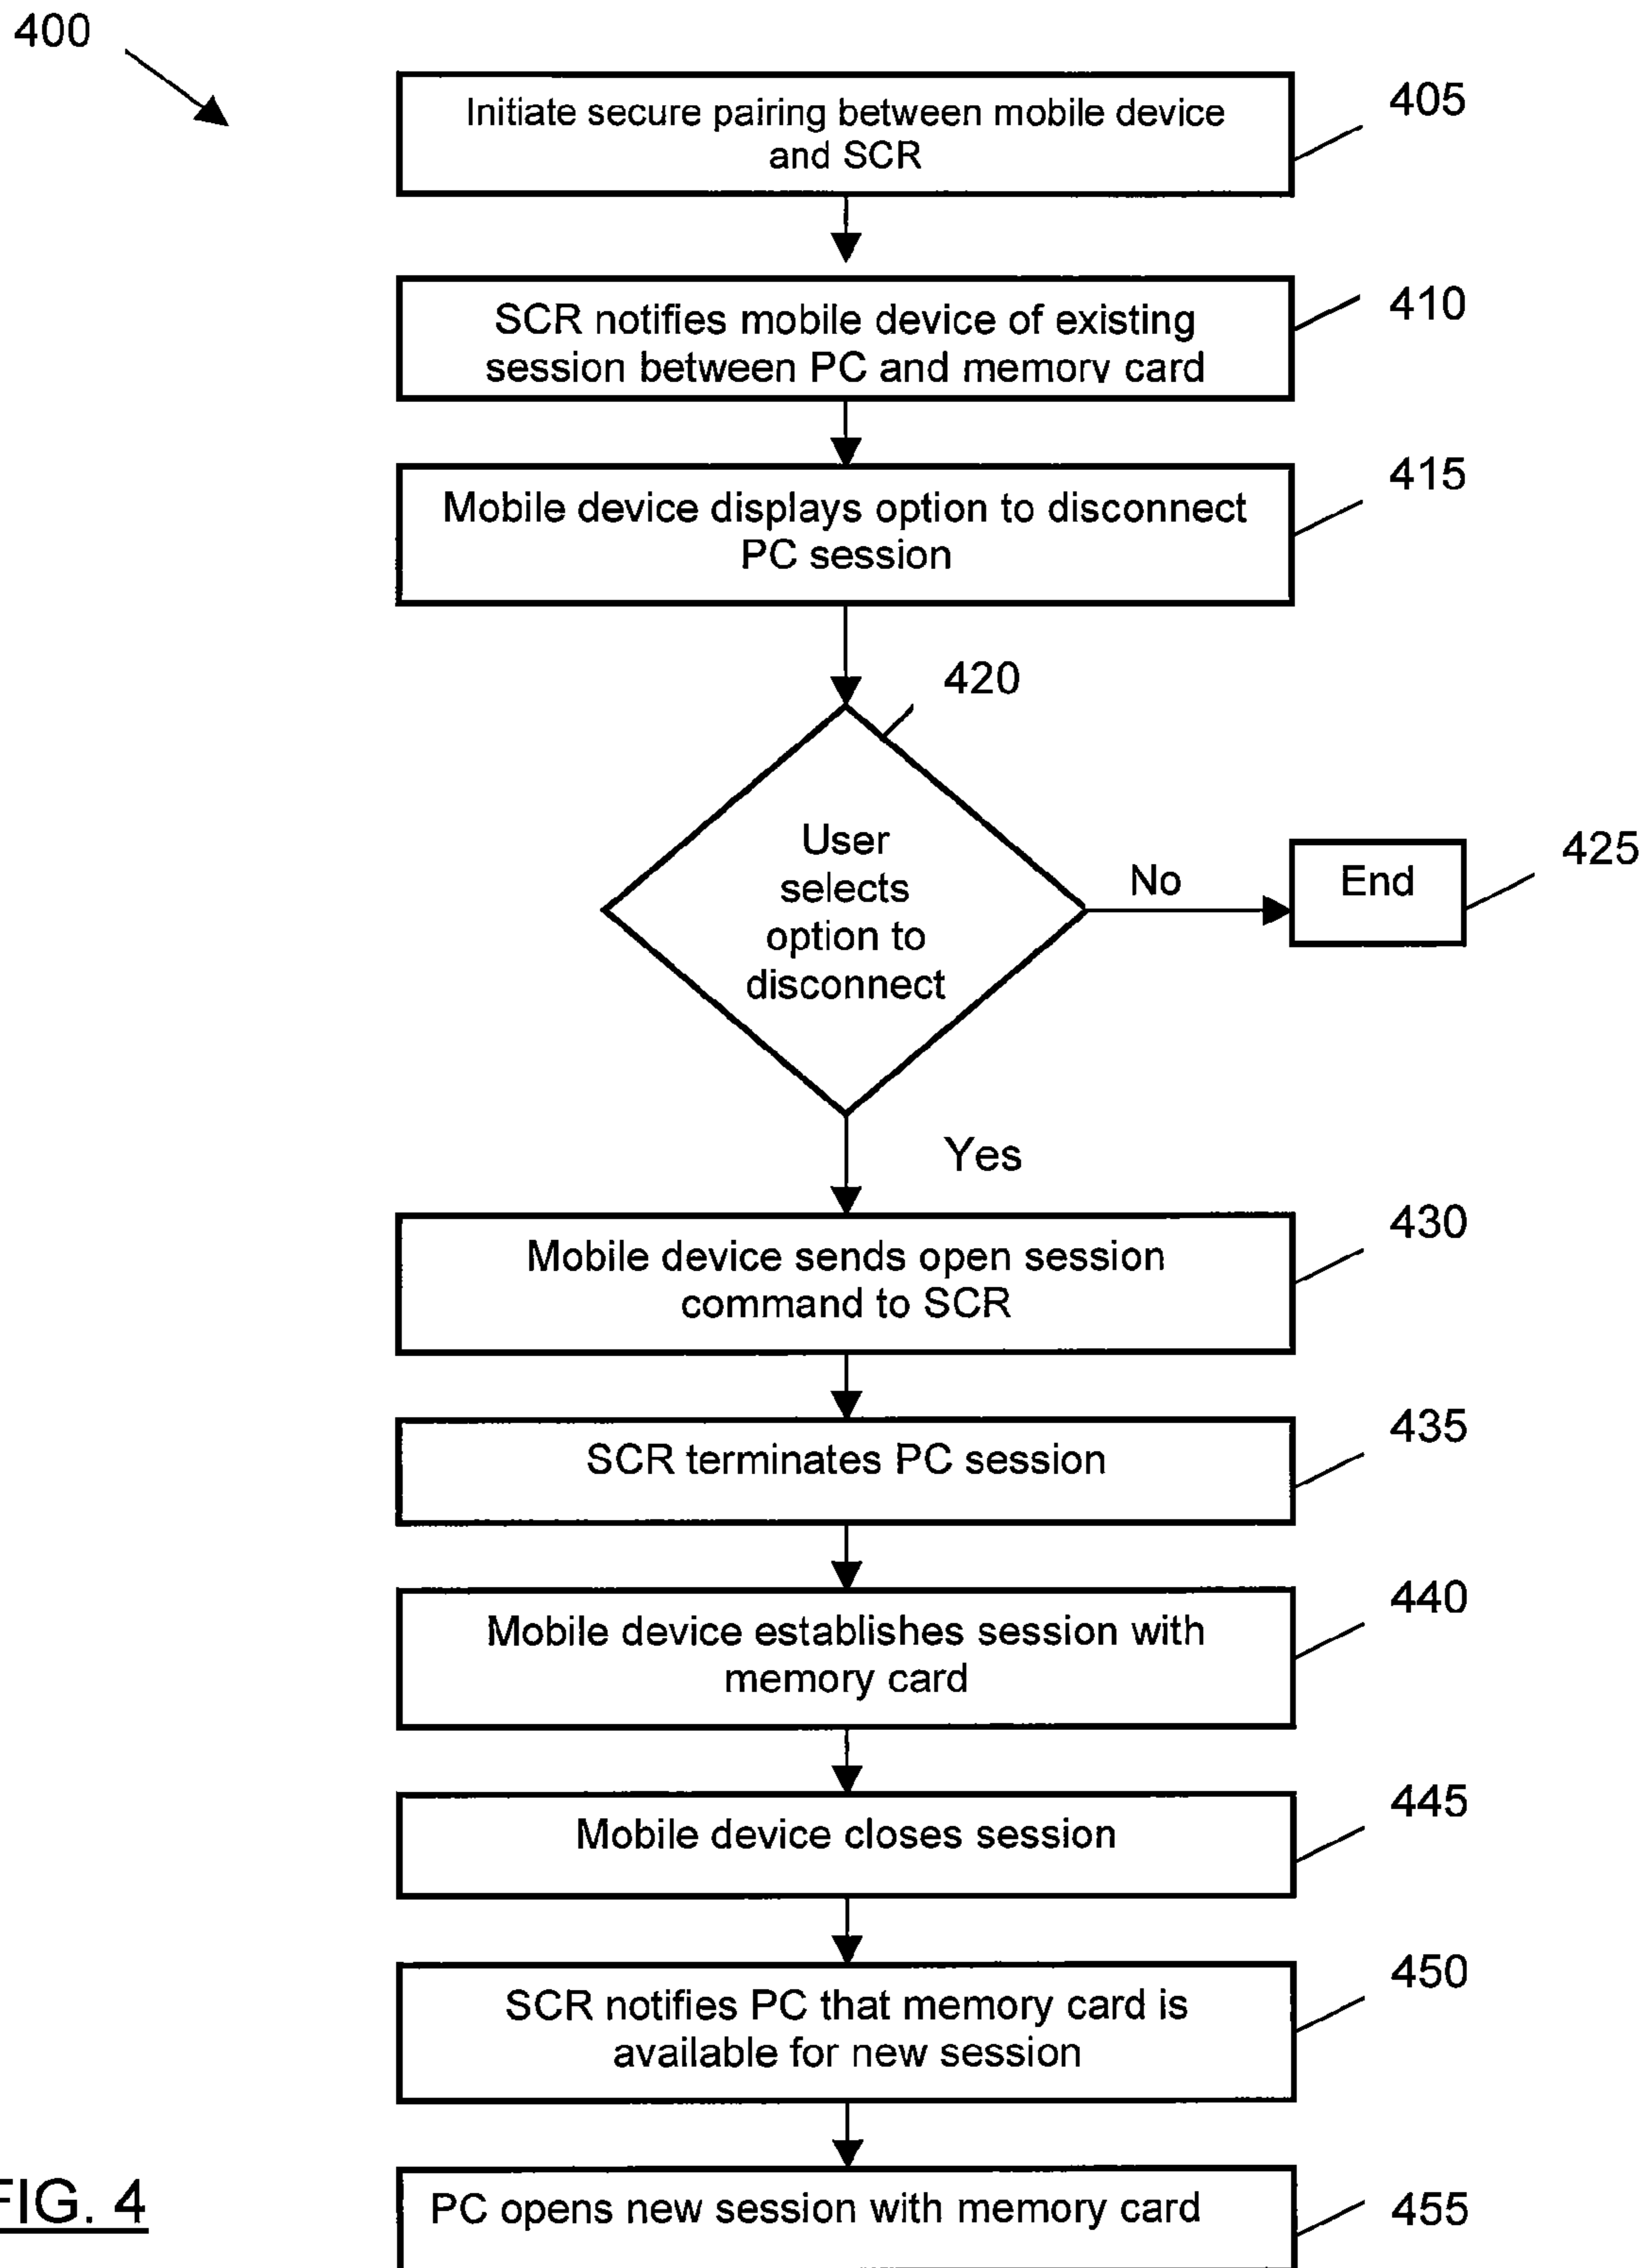 400
Initiate secure pairing between mobile device
and SCR
405
SCR notifies mobile device of existing
session between PC and memory card
410
Mobile device displays option to disconnect
PC session
415
420
User
selects
option to
disconnect
No
End
425
Yes
Mobile device sends open session
command to SCR
430
SCR terminates PC session
435
Mobile device establishes session with
memory card
440
Mobile device closes session
445
SCR notifies PC that memory card is
available for new session
450
PC opens new session with memory card
455
FIG. 4